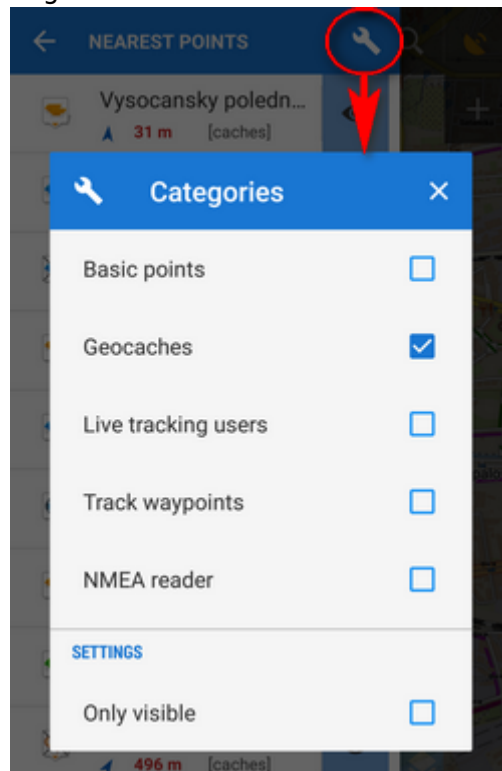 NEAREST POINTS
Vysocansky poledn...
31 m [caches]
Categories
Basic points
Geocaches
Live tracking users
Track waypoints
NMEA reader
SETTINGS
Only visible
496 m [caches]